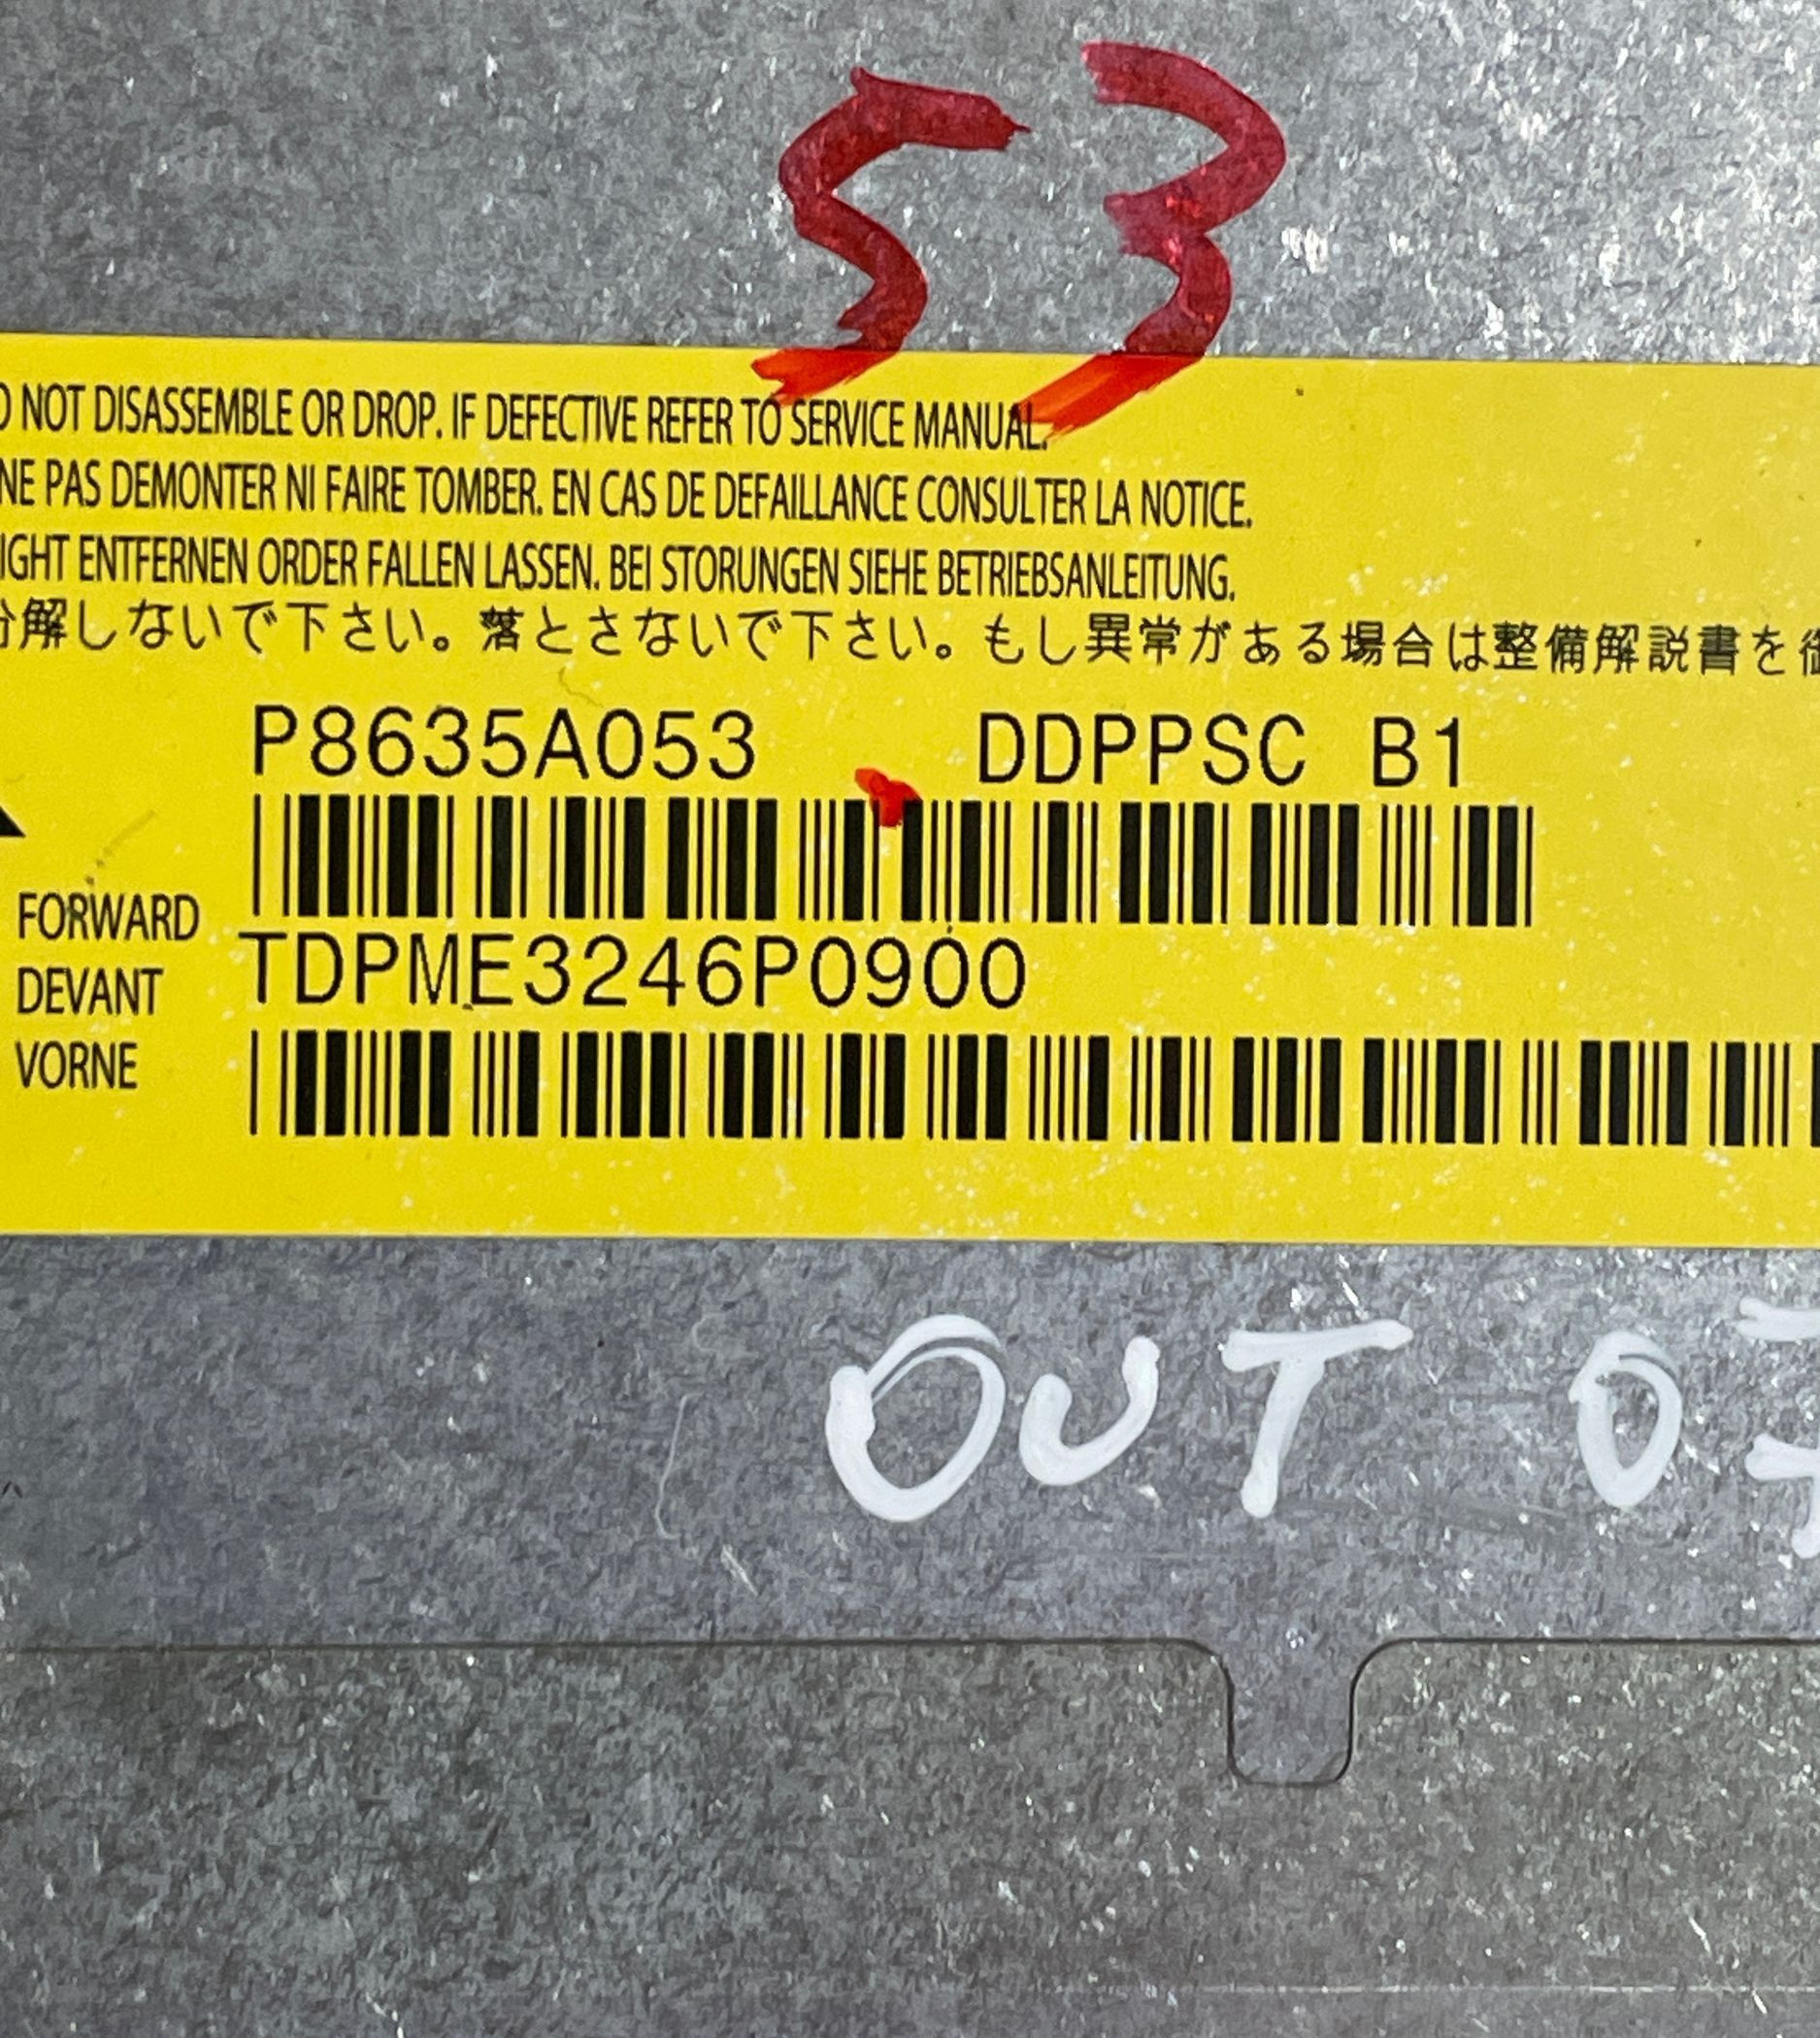 53
NOT DISASSEMBLE OR DROP. IF DEFECTIVE REFER TO SERVICE MANUAL.
NE PAS DEMONTER NI FAIRE TOMBER. EN CAS DE DEFAILLANCE CONSULTER LA NOTICE.
IGHT ENTFERNEN ORDER FALLEN LASSEN. BEI STORUNGEN SIEHE BETRIEBSANLEITUNG.
解しないで下さい。落とさないで下さい。もし異常がある場合は整備解説書を
P8635A053 DDPPSC B1
FORWARD
TDPME3246P0900
DEVANT
VORNE
OUT 0